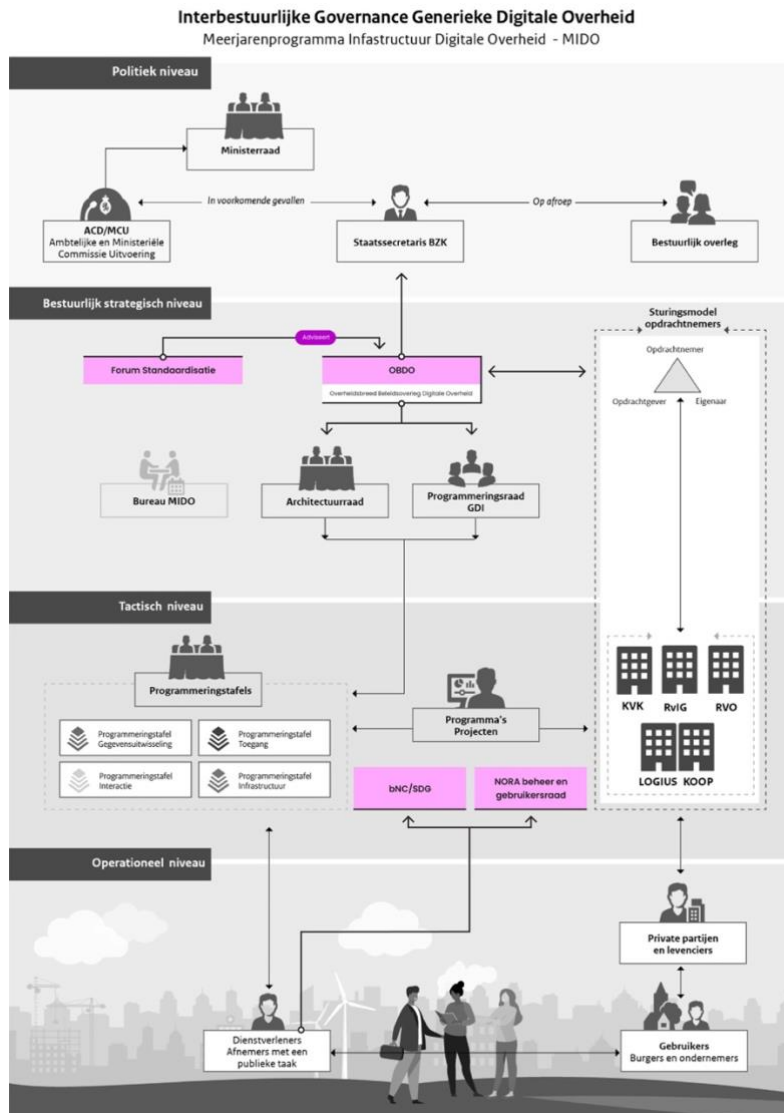 Interbestuurlijke Governance Generieke Digitale Overheid
Meerjarenprogramma Infastructuur Digitale Overheid - MIDO
Politiek niveau
Ministerraad
In voorkomende gevallen
Op afroep
ACD/MCU
Ambtelijke en Ministeriële
Commissie Uitvoering
Staatssecretaris BZK
Bestuurlijk overleg
Bestuurlijk strategisch niveau
Sturingsmodel
opdrachtnemers
Adviseert
Opdrachtnemer
Forum Standaardisatie
OBDO
Overheidsbreed Beleidsoverleg Digitale Overheid
Opdrachtgever
Eigenaar
Bureau MIDO
Architectuurraad
Programmeringsraad
GDI
Tactisch niveau
Programmeringstafels
Programma's
Projecten
KVK
RvIG
RVO
Programmeringstafel
Gegevensuitwisseling
Programmeringstafel
Toegang
Programmeringstafel
Interactie
Programmeringstafel
Infrastructuur
LOGIUS
KOOP
bNC/SDG
NORA beheer en
gebruikersraad
Operationeel niveau
Private partijen
en levenciers
Dienstverleners
Afnemers met een
publieke taak
Gebruikers
Burgers en ondernemers